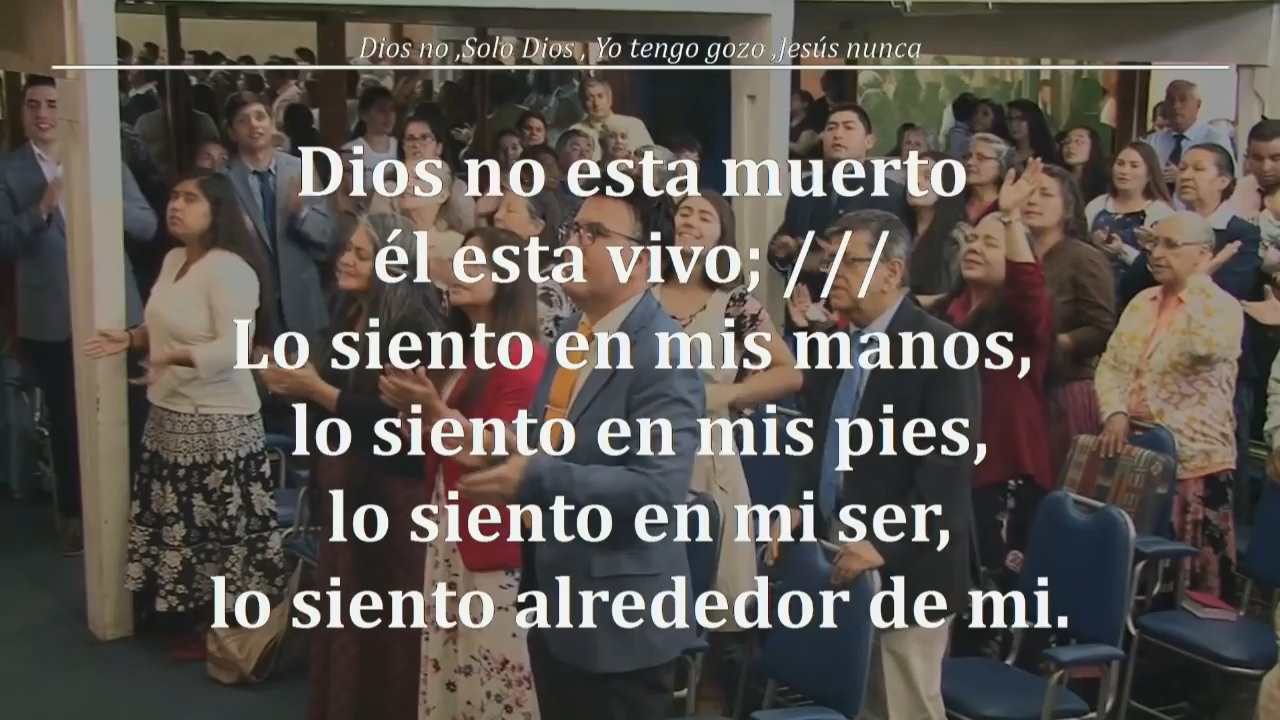 Dios no ,Solo Dios , Yo tengo gozo ,Jesús nunca
Dios no esta muerto
él esta vivo; ///
Lo siento en mis manos,
lo siento en mis pies,
lo siento en mi ser,
lo siento alrededor de mi.